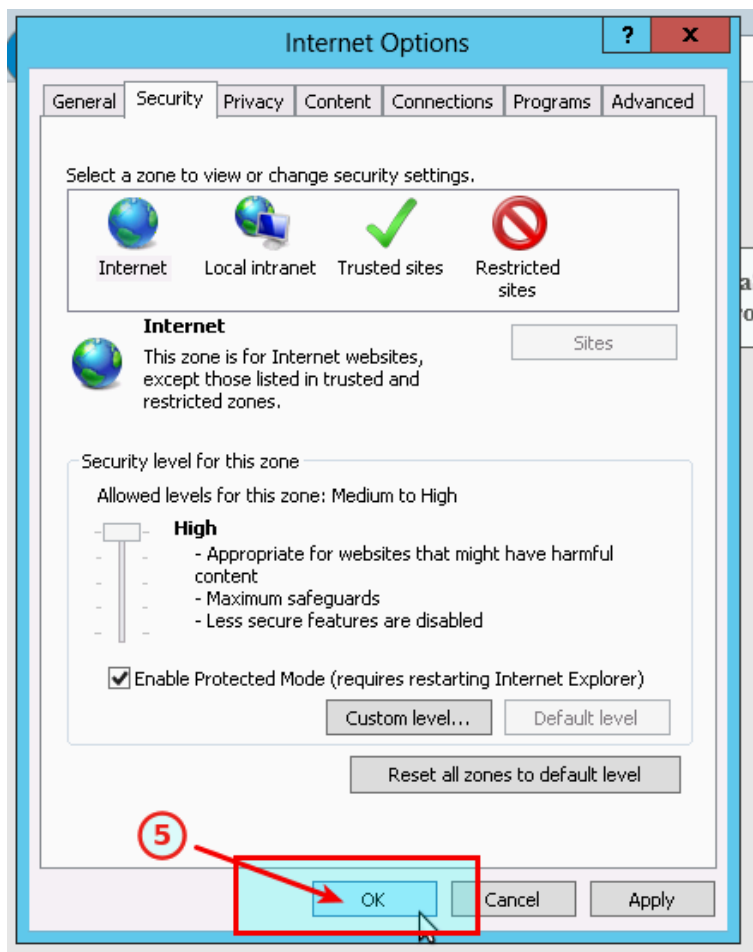 Internet Options
?
x
General
Security
Privacy
Content
Connections
Programs
Advanced
Select a zone to view or change security settings.
Internet
Local intranet
Trusted sites
Restricted
sites
Internet
This zone is for Internet websites,
except those listed in trusted and
restricted zones.
Sites
Security level for this zone
Allowed levels for this zone: Medium to High
High
- Appropriate for websites that might have harmful
content
- Maximum safeguards
- Less secure features are disabled
Enable Protected Mode (requires restarting Internet Explorer)
Custom level...
Default level
Reset all zones to default level
5
OK
Cancel
Apply